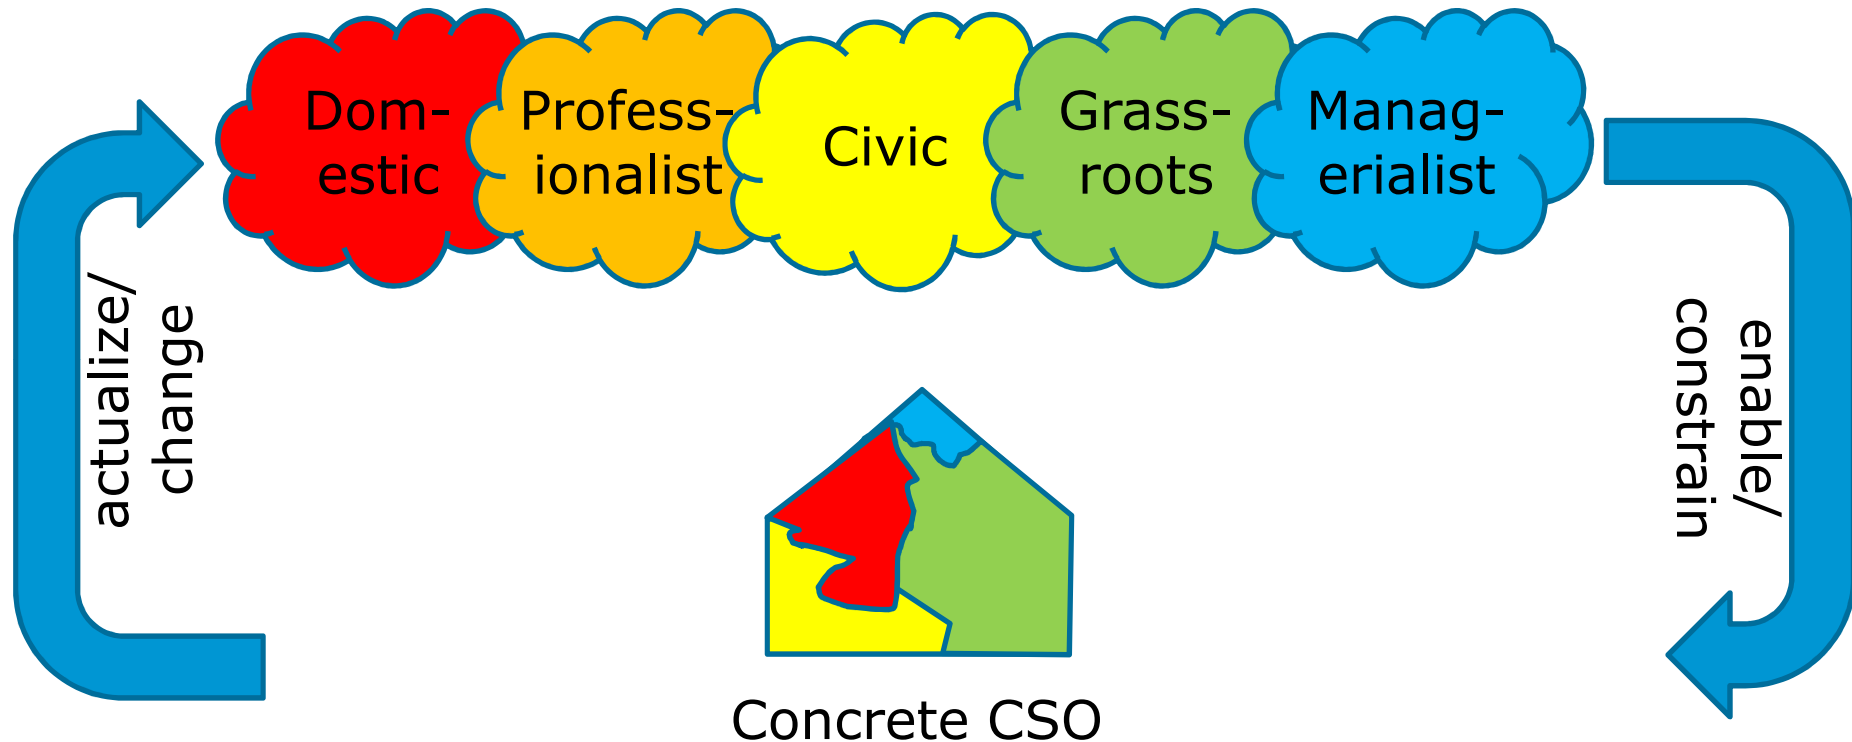 Dom-
estic
Profess-
ionalist
Civic
Grass-
roots
Manag-
erialist
actualize/
change
enable/
constrain
Concrete CSO